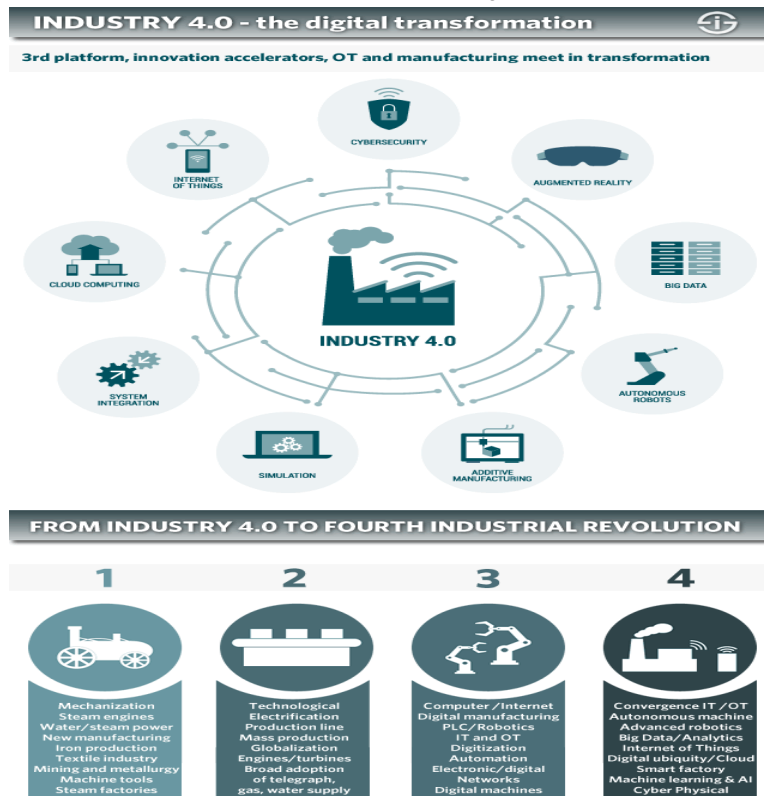 INDUSTRY 4.0 - the digital transformation
3rd platform, innovation accelerators, OT and manufacturing meet in transformation
CYBERSECURITY
INTERNET
OF THINGS
AUGMENTED REALITY
CLOUD COMPUTING
BIG DATA
INDUSTRY 4.0
SYSTEM
INTEGRATION
AUTONOMOUS
ROBOTS
SIMULATION
ADDITIVE
MANUFACTURING
FROM INDUSTRY 4.0 TO FOURTH INDUSTRIAL REVOLUTION
1
Mechanization
Steam engines
Water/steam power
New manufacturing
Iron production
Textile industry
Mining and metallurgy
Machine tools
Steam factories
2
Technological
Electrification
Production line
Mass production
Globalization
Engines/turbines
Broad adoption
of telegraph,
gas, water supply
3
Computer /Internet
Digital manufacturing
PLC/Robotics
IT and OT
Digitization
Automation
Electronic/digital
Networks
Digital machines
4
Convergence IT /OT
Autonomous machine
Advanced robotics
Big Data/Analytics
Internet of Things
Digital ubiquity/Cloud
Smart factory
Machine learning & AI
Cyber Physical